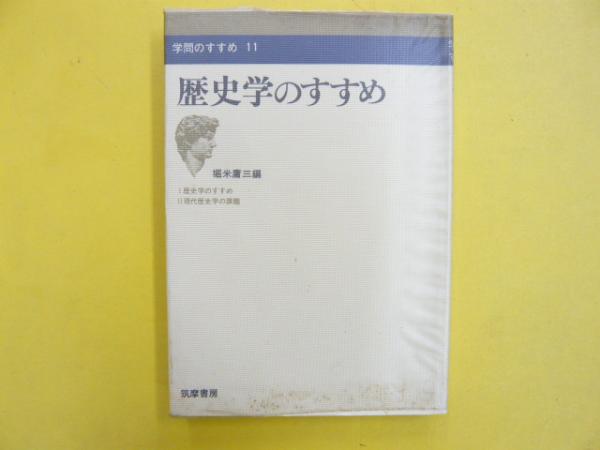 学問のすすめ 11
歴史学のすすめ
堀米庸三編
I 歴史学のすすめ
II 現代歴史学の課題
筑摩書房